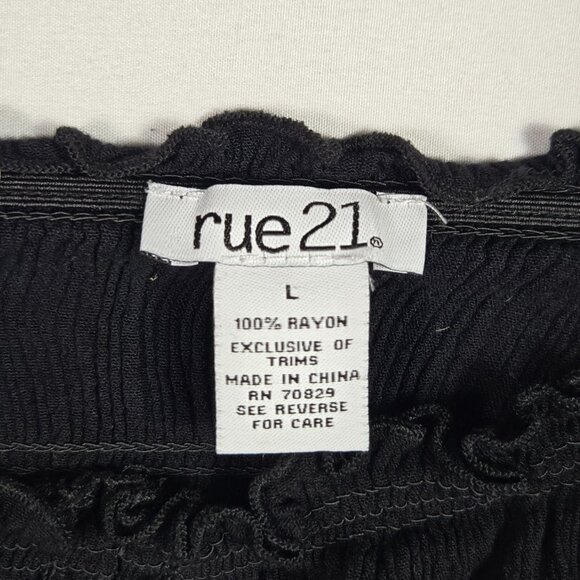 rue21®
L
100% RAYON
EXCLUSIVE OF
TRIMS
MADE IN CHINA
RN 70829
SEE REVERSE
FOR CARE